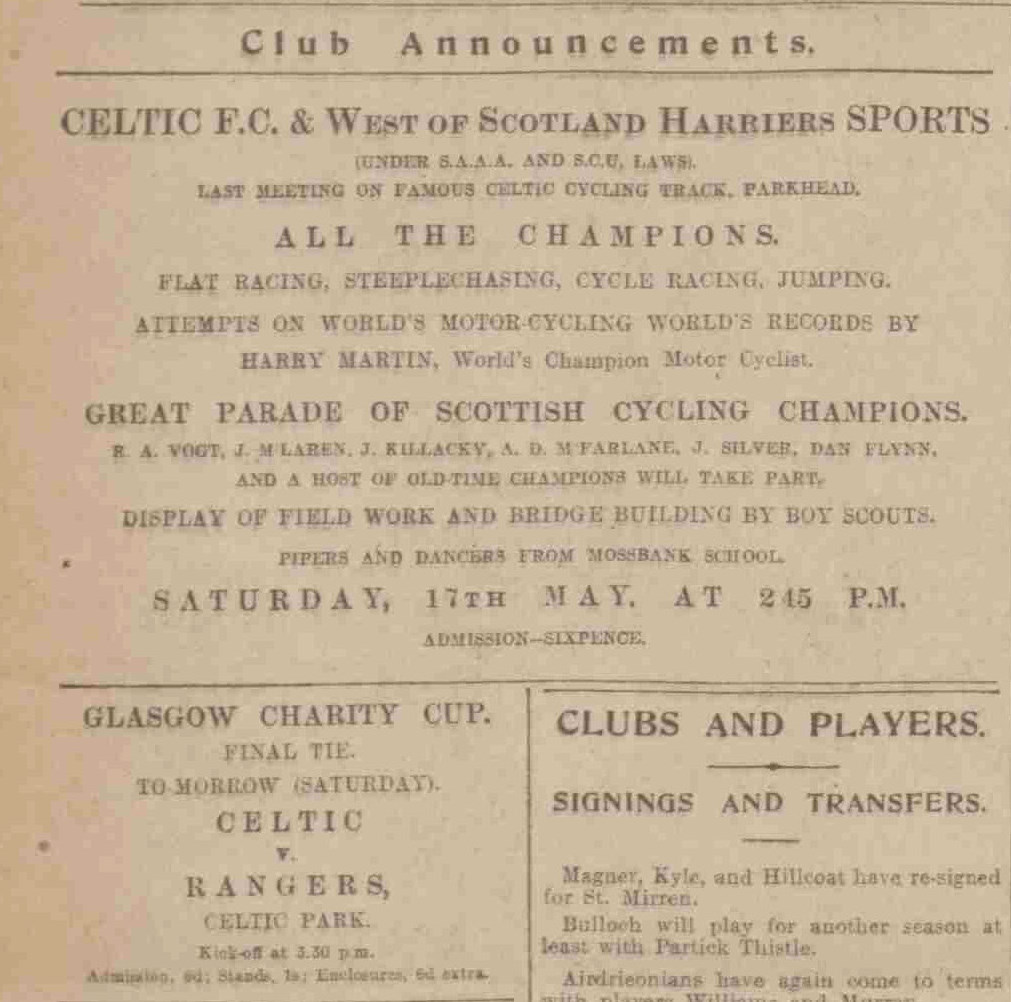 Club Announcements.
CELTIC F.C. & WEST OF SCOTLAND HARRIERS SPORTS
(UNDER S.A.A.A. AND S.C.U. LAWS).
LAST MEETING ON FAMOUS CELTIC CYCLING TRACK, PARKHEAD.
ALL THE CHAMPIONS.
FLAT RACING, STEEPLECHASING, CYCLE RACING, JUMPING.
ATTEMPTS ON WORLD'S MOTOR-CYCLING WORLD'S RECORDS BY
HARRY MARTIN, World's Champion Motor Cyclist.
GREAT PARADE OF SCOTTISH CYCLING CHAMPIONS.
R. A. VOGT, J. M'LAREN, J. KILLACKY, A. D. M'FARLANE, J. SILVER, DAN FLYNN,
AND A HOST OF OLD-TIME CHAMPIONS WILL TAKE PART.
DISPLAY OF FIELD WORK AND BRIDGE BUILDING BY BOY SCOUTS.
PIPERS AND DANCERS FROM MOSSBANK SCHOOL.
SATURDAY, 17TH MAY, AT 2 45 P.M.
ADMISSION—SIXPENCE.
GLASGOW CHARITY CUP.
FINAL TIE.
TO-MORROW (SATURDAY).
CELTIC
v.
RANGERS,
CELTIC PARK.
Kick-off at 3.30 p.m.
Admission, 6d; Stands, 1s; Enclosures, 6d extra.
CLUBS AND PLAYERS.
SIGNINGS AND TRANSFERS.
Magner, Kyle, and Hillcoat have re-signed
for St. Mirren.
Bulloch will play for another season at
least with Partick Thistle.
Airdrieonians have again come to terms
with players Williams and